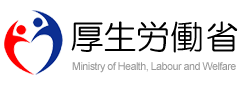 厚生労働省
Ministry of Health, Labour and Welfare